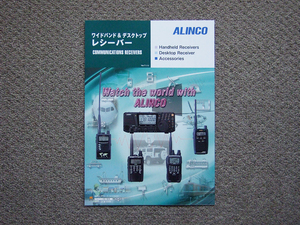 ワイドバンド & デスクトップ
レシーバー
COMMUNICATIONS RECEIVERS
ALINCO
Handheld Receivers
Desktop Receiver
Accessories
Watch the world with
ALINCO